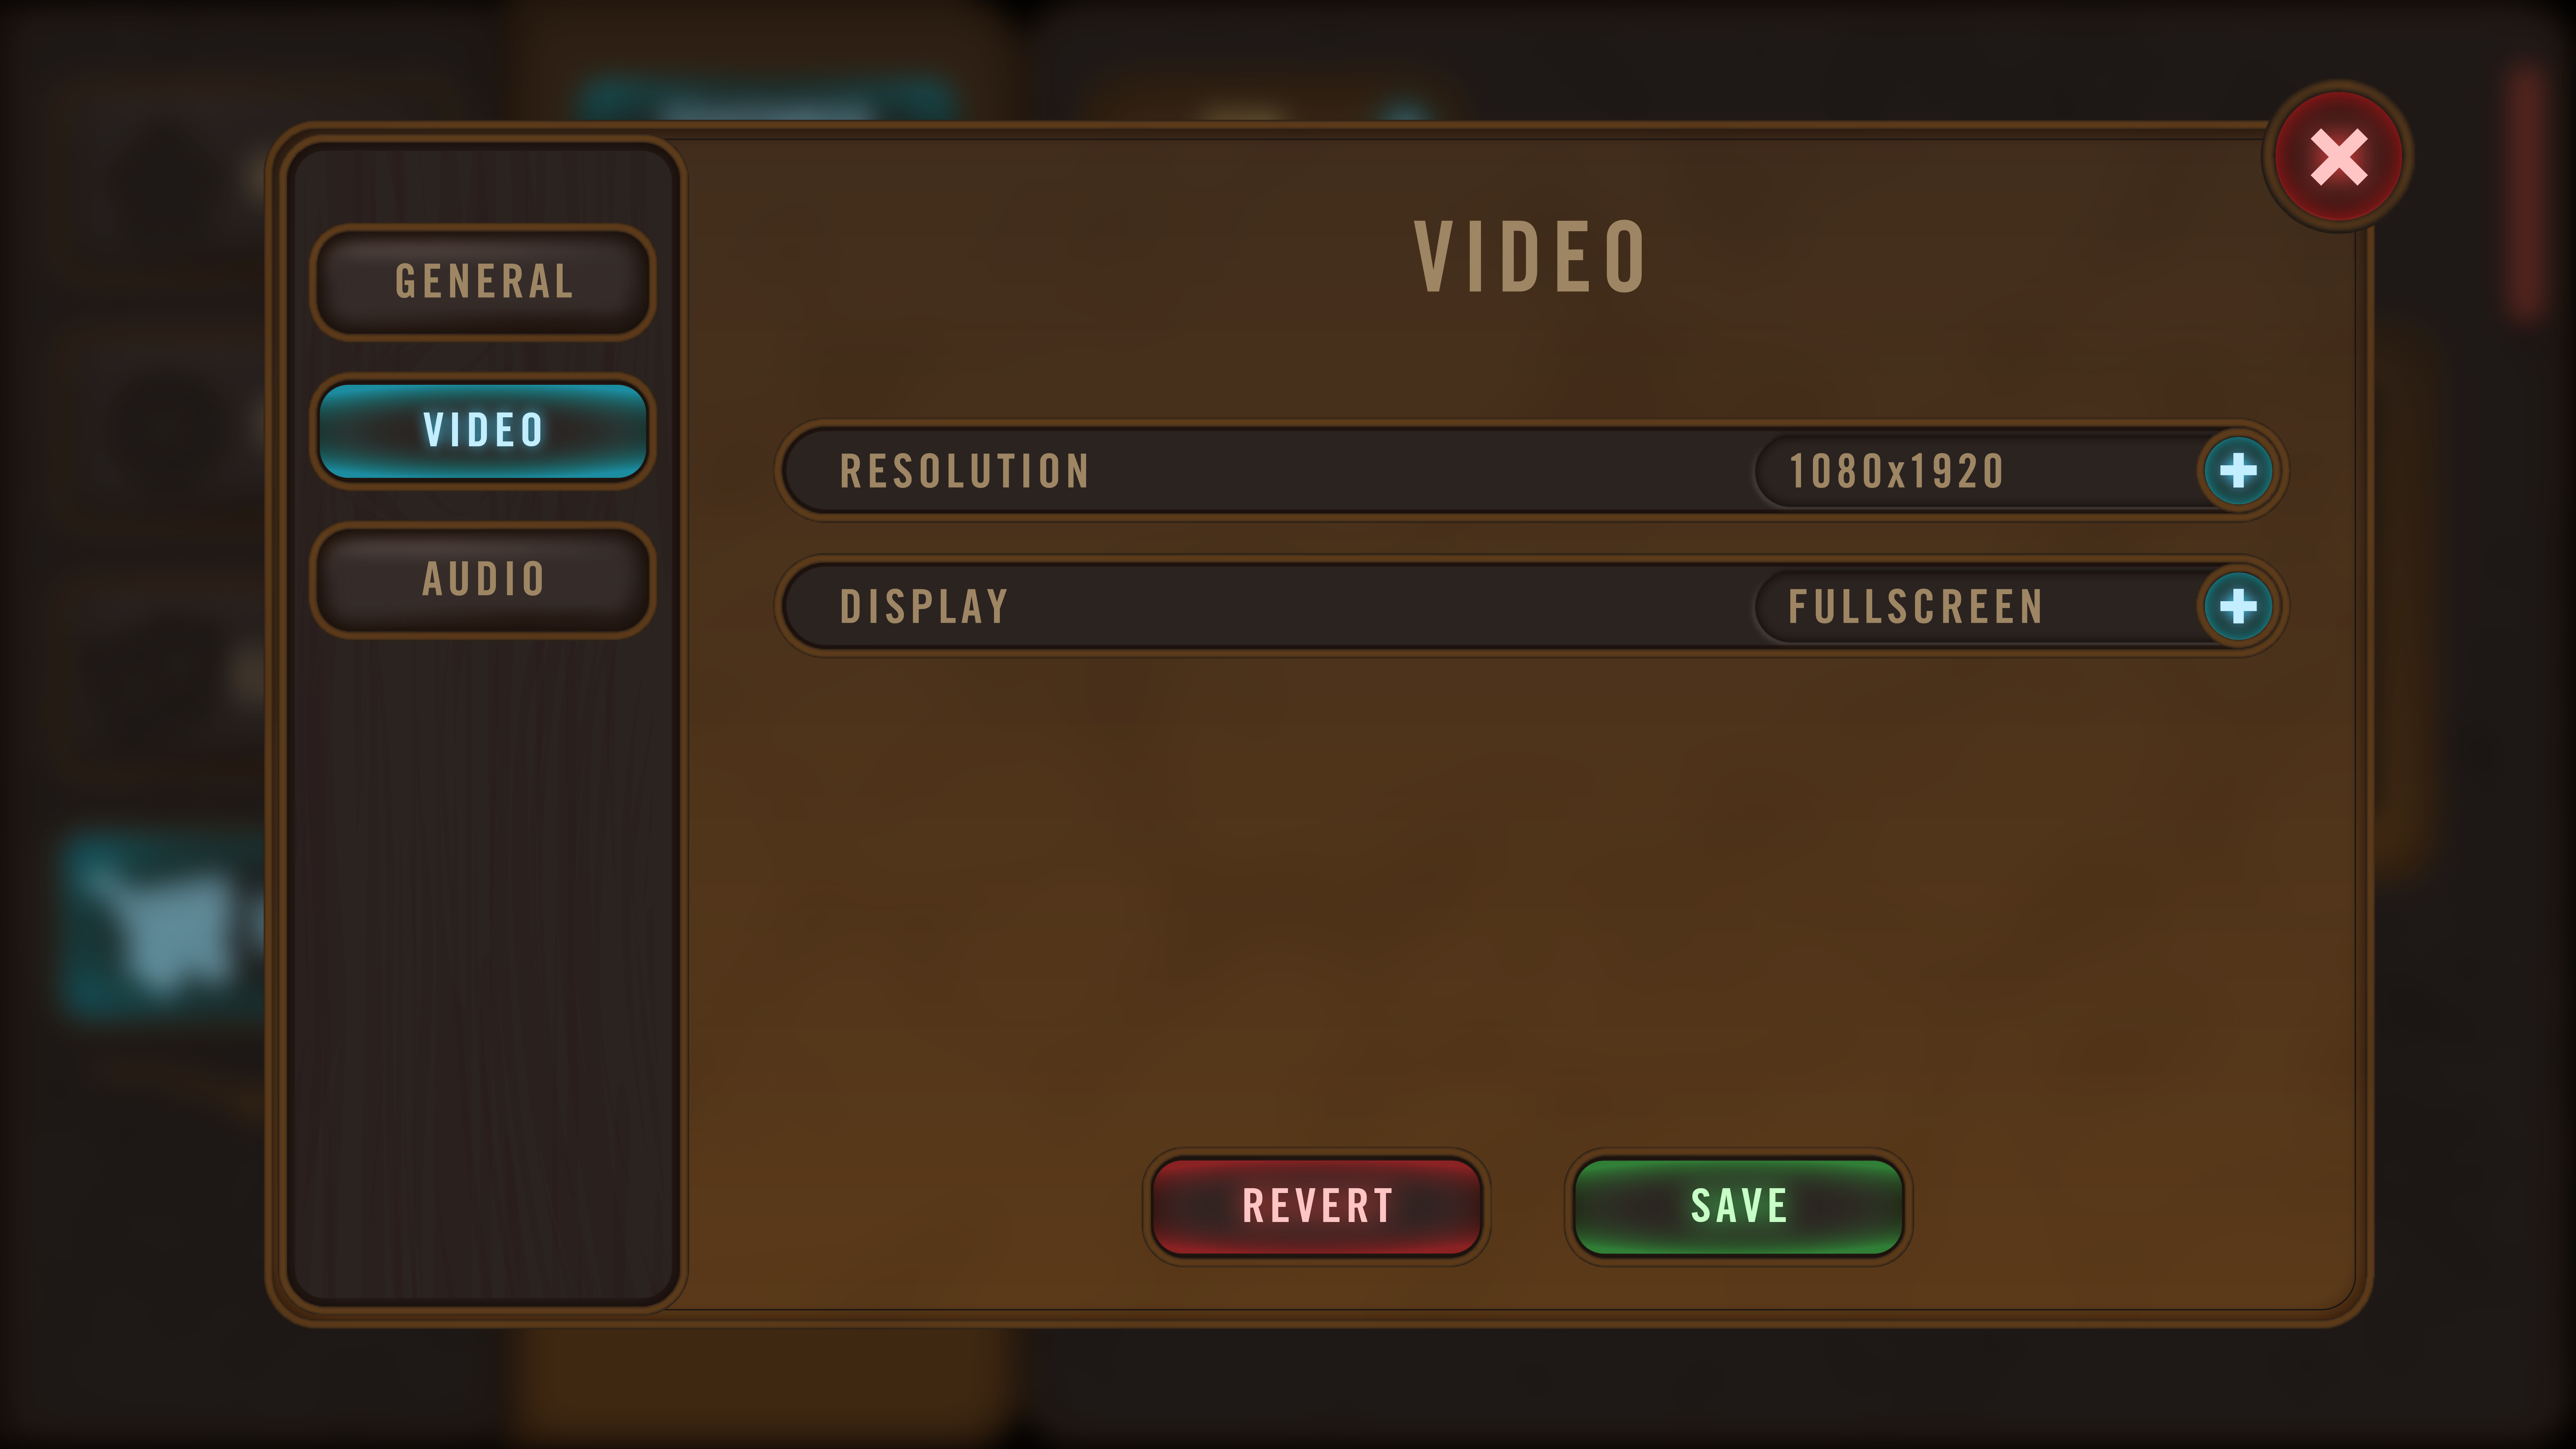 GENERAL
VIDEO
AUDIO
VIDEO
RESOLUTION 1080x1920
DISPLAY FULLSCREEN
REVERT SAVE